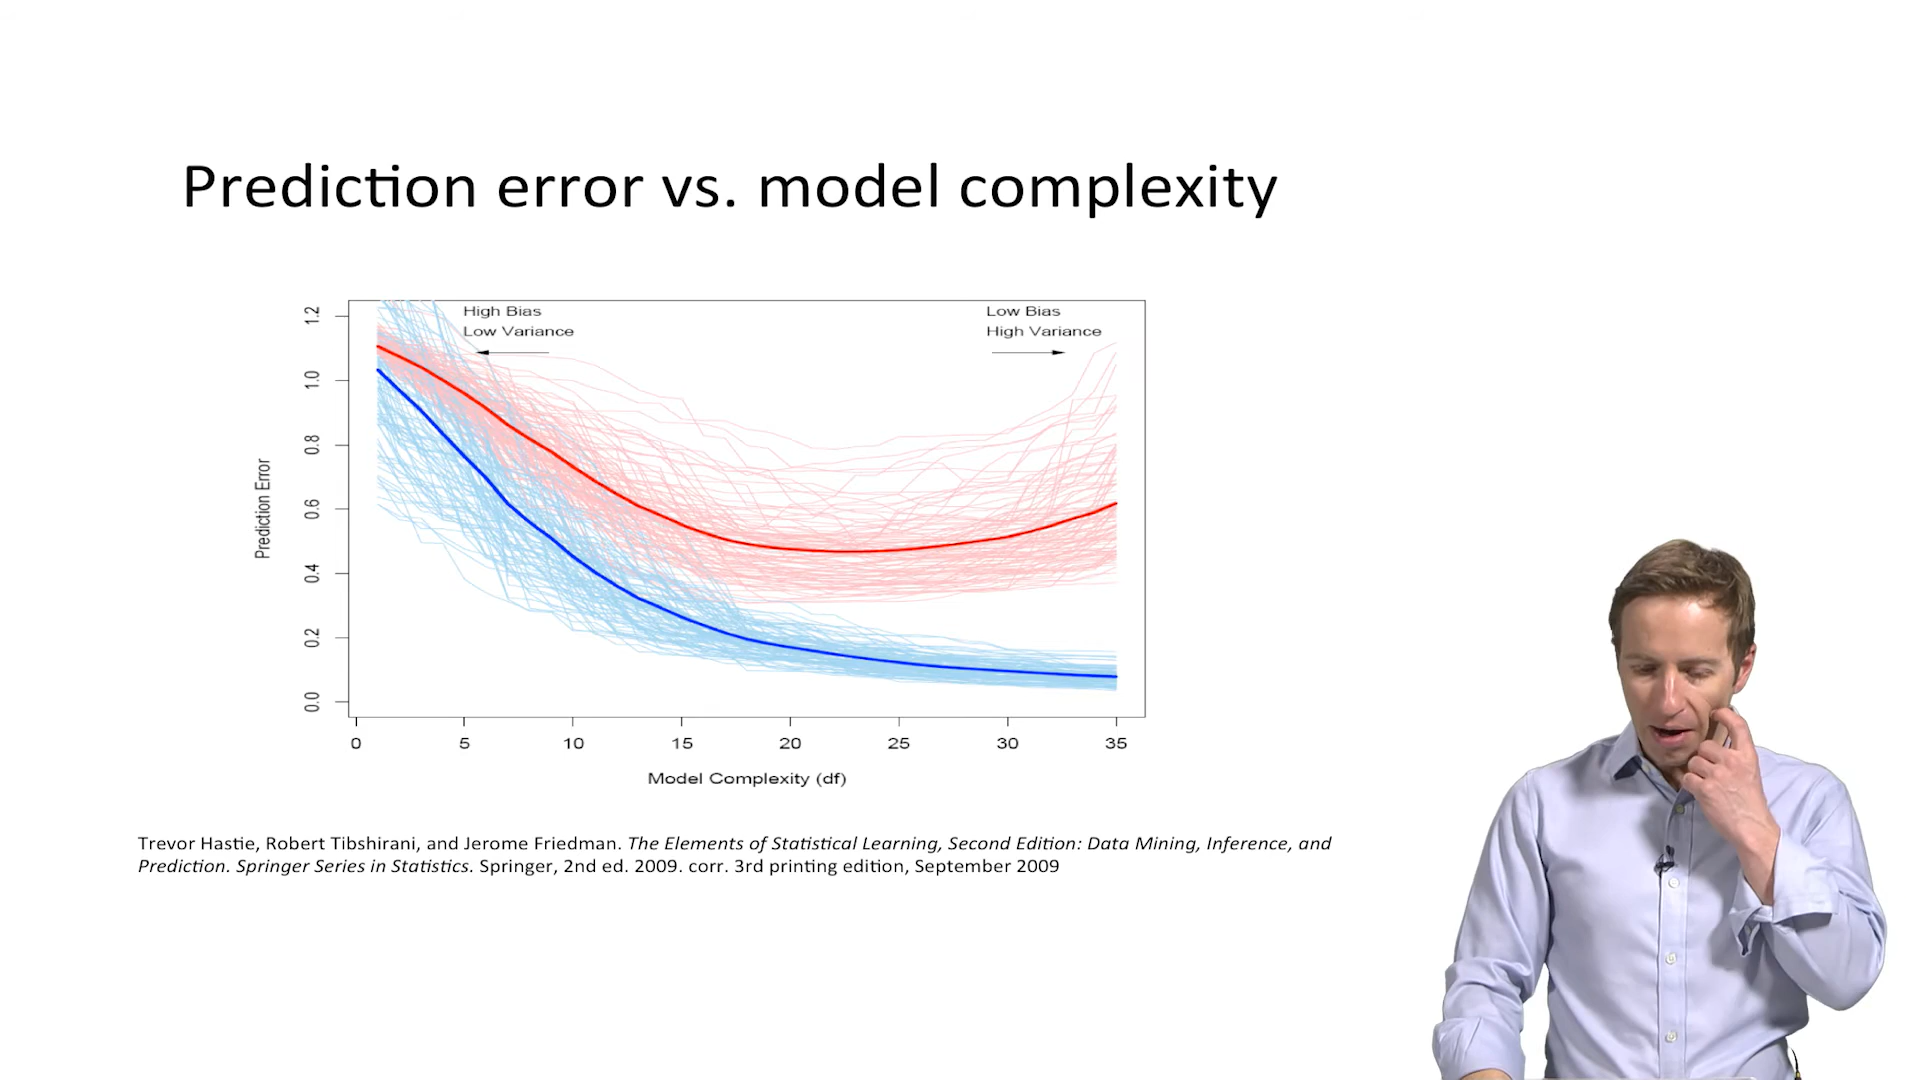 Prediction error vs. model complexity
High Bias
Low Variance
Low Bias
High Variance
Prediction Error
1.2
1.0
0.8
0.6
0.4
0.2
0.0
0 5 10 15 20 25 30 35
Model Complexity (df)
Trevor Hastie, Robert Tibshirani, and Jerome Friedman. The Elements of Statistical Learning, Second Edition: Data Mining, Inference, and
Prediction. Springer Series in Statistics. Springer, 2nd ed. 2009. corr. 3rd printing edition, September 2009